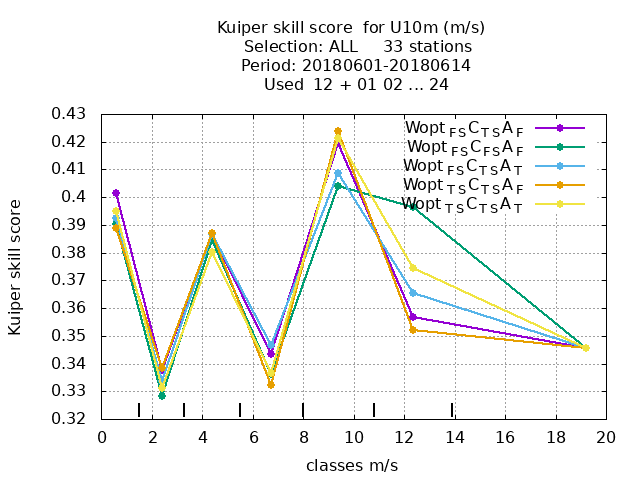 Kuiper skill score  for U10m (m/s)
Selection: ALL     33 stations
Period: 20180601-20180614
Used  12 + 01 02 ... 24
Kuiper skill score
0.43
0.42
0.41
0.4
0.39
0.38
0.37
0.36
0.35
0.34
0.33
0.32
Wopt FS C TS A F
Wopt FS C FS A F
Wopt FS C TS A T
Wopt TS C TS A F
Wopt TS C TS A T
0 2 4 6 8 10 12 14 16 18 20
classes m/s